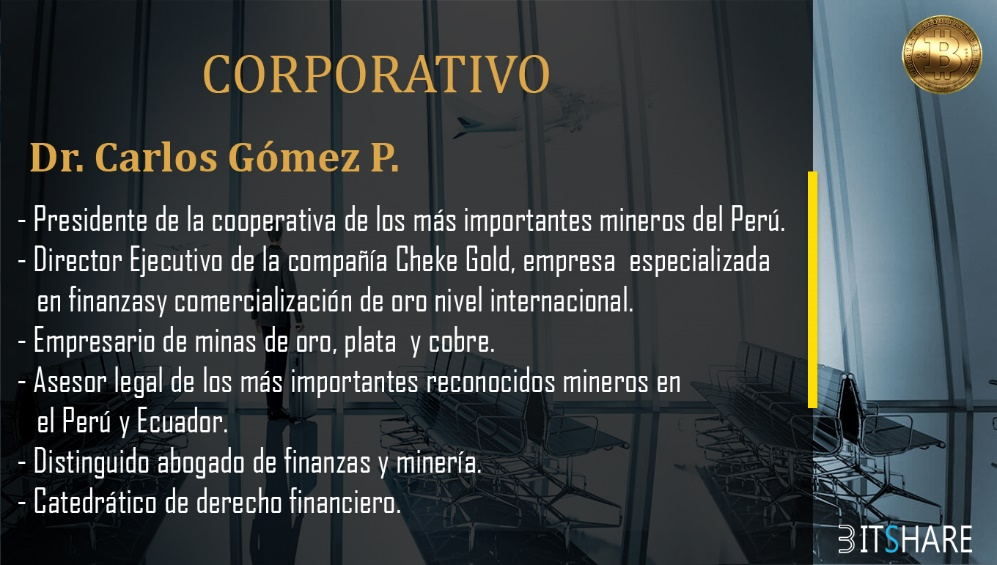 CORPORATIVO
Dr. Carlos Gómez P.
- Presidente de la cooperativa de los más importantes mineros del Perú.
- Director Ejecutivo de la compañía Cheke Gold, empresa especializada
en finanzasy comercialización de oro nivel internacional.
- Empresario de minas de oro, plata y cobre.
- Asesor legal de los más importantes reconocidos mineros en
el Perú y Ecuador.
- Distinguido abogado de finanzas y minería.
- Catedrático de derecho financiero.
BITSHARE